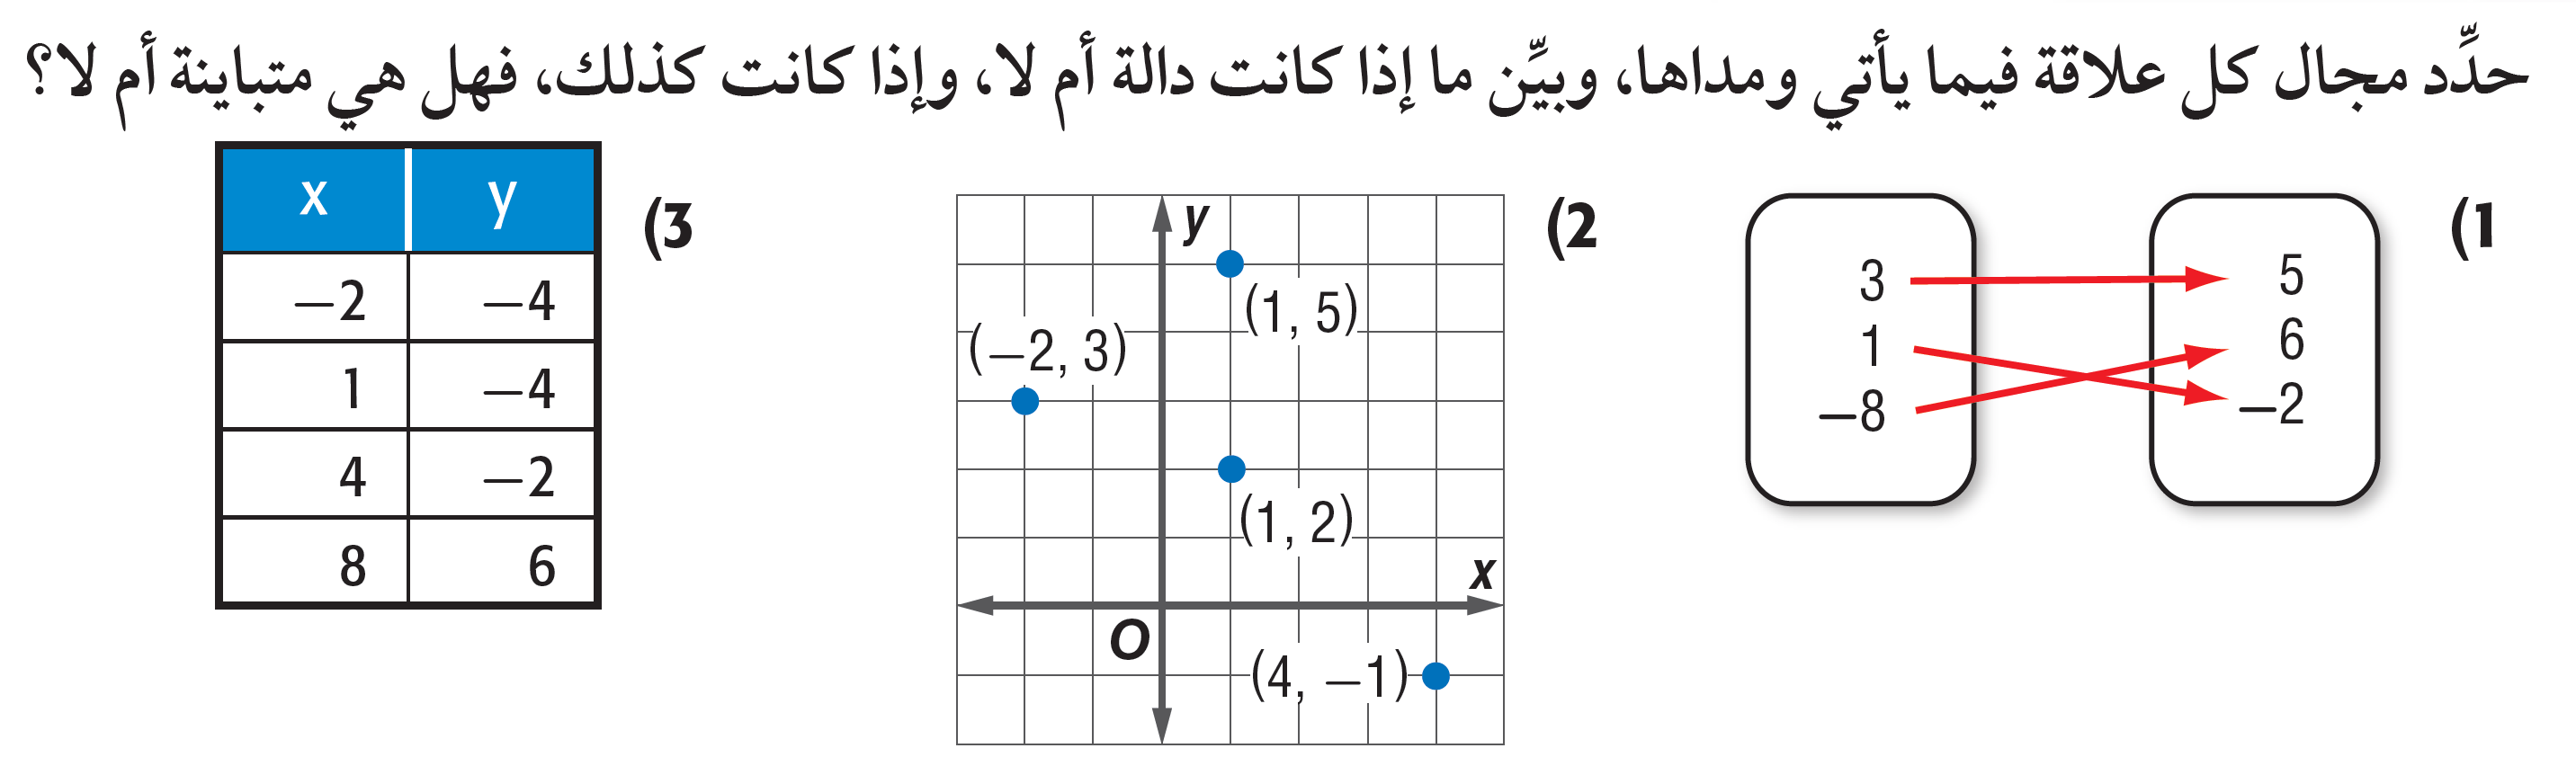 حدِّد مجال كل علاقة فيما يأتي ومداها، وبيِّن ما إذا كانت دالة أم لا، وإذا كانت كذلك، فهل هي متباينة أم لا؟
(1
3 5
1 6
−8 −2
(2
y
(1, 5)
(−2, 3)
(1, 2)
x
O
(4, −1)
(3
x y
−2 −4
1 −4
4 −2
8 6